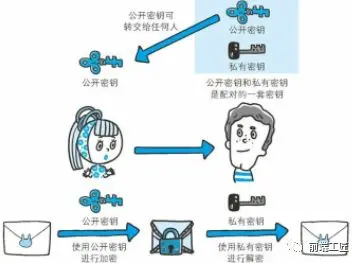 公开密钥可
转交给任何人
公开密钥
私有密钥
公开密钥
公开密钥和私有密钥
是配对的一套密钥
公开密钥
私有密钥
使用公开密钥
进行加密
使用私有密钥
进行解密
前端工匠